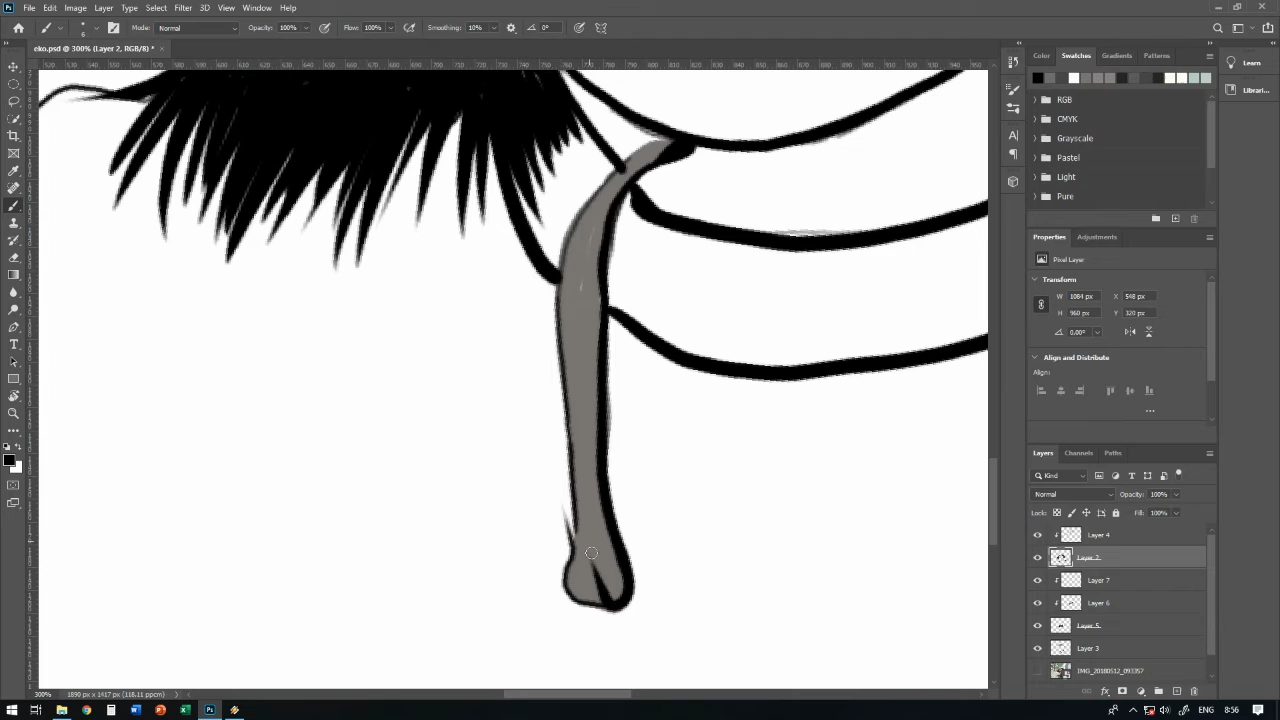 File Edit Image Layer Type Select Filter 3D View Window Help
6 Mode: Normal Opacity: 100% Flow: 100% Smoothing: 10% 0°
eko.psd @ 300% (Layer 2, RGB/8) *
Color Swatches Gradients Patterns
Learn
Librari...
RGB
CMYK
Grayscale
Pastel
Light
Pure
Properties Adjustments
Pixel Layer
Transform
W 1084 px X 548 px
H 960 px Y 320 px
0.00°
Align and Distribute
Align:
Layers Channels Paths
Kind
Normal Opacity: 100%
Lock: Fill: 100%
Layer 4
Layer 2
Layer 7
Layer 6
Layer 5
Layer 3
IMG_20180512_093357
300% 1890 px x 1417 px (118.11 ppcm)
ENG 8:56